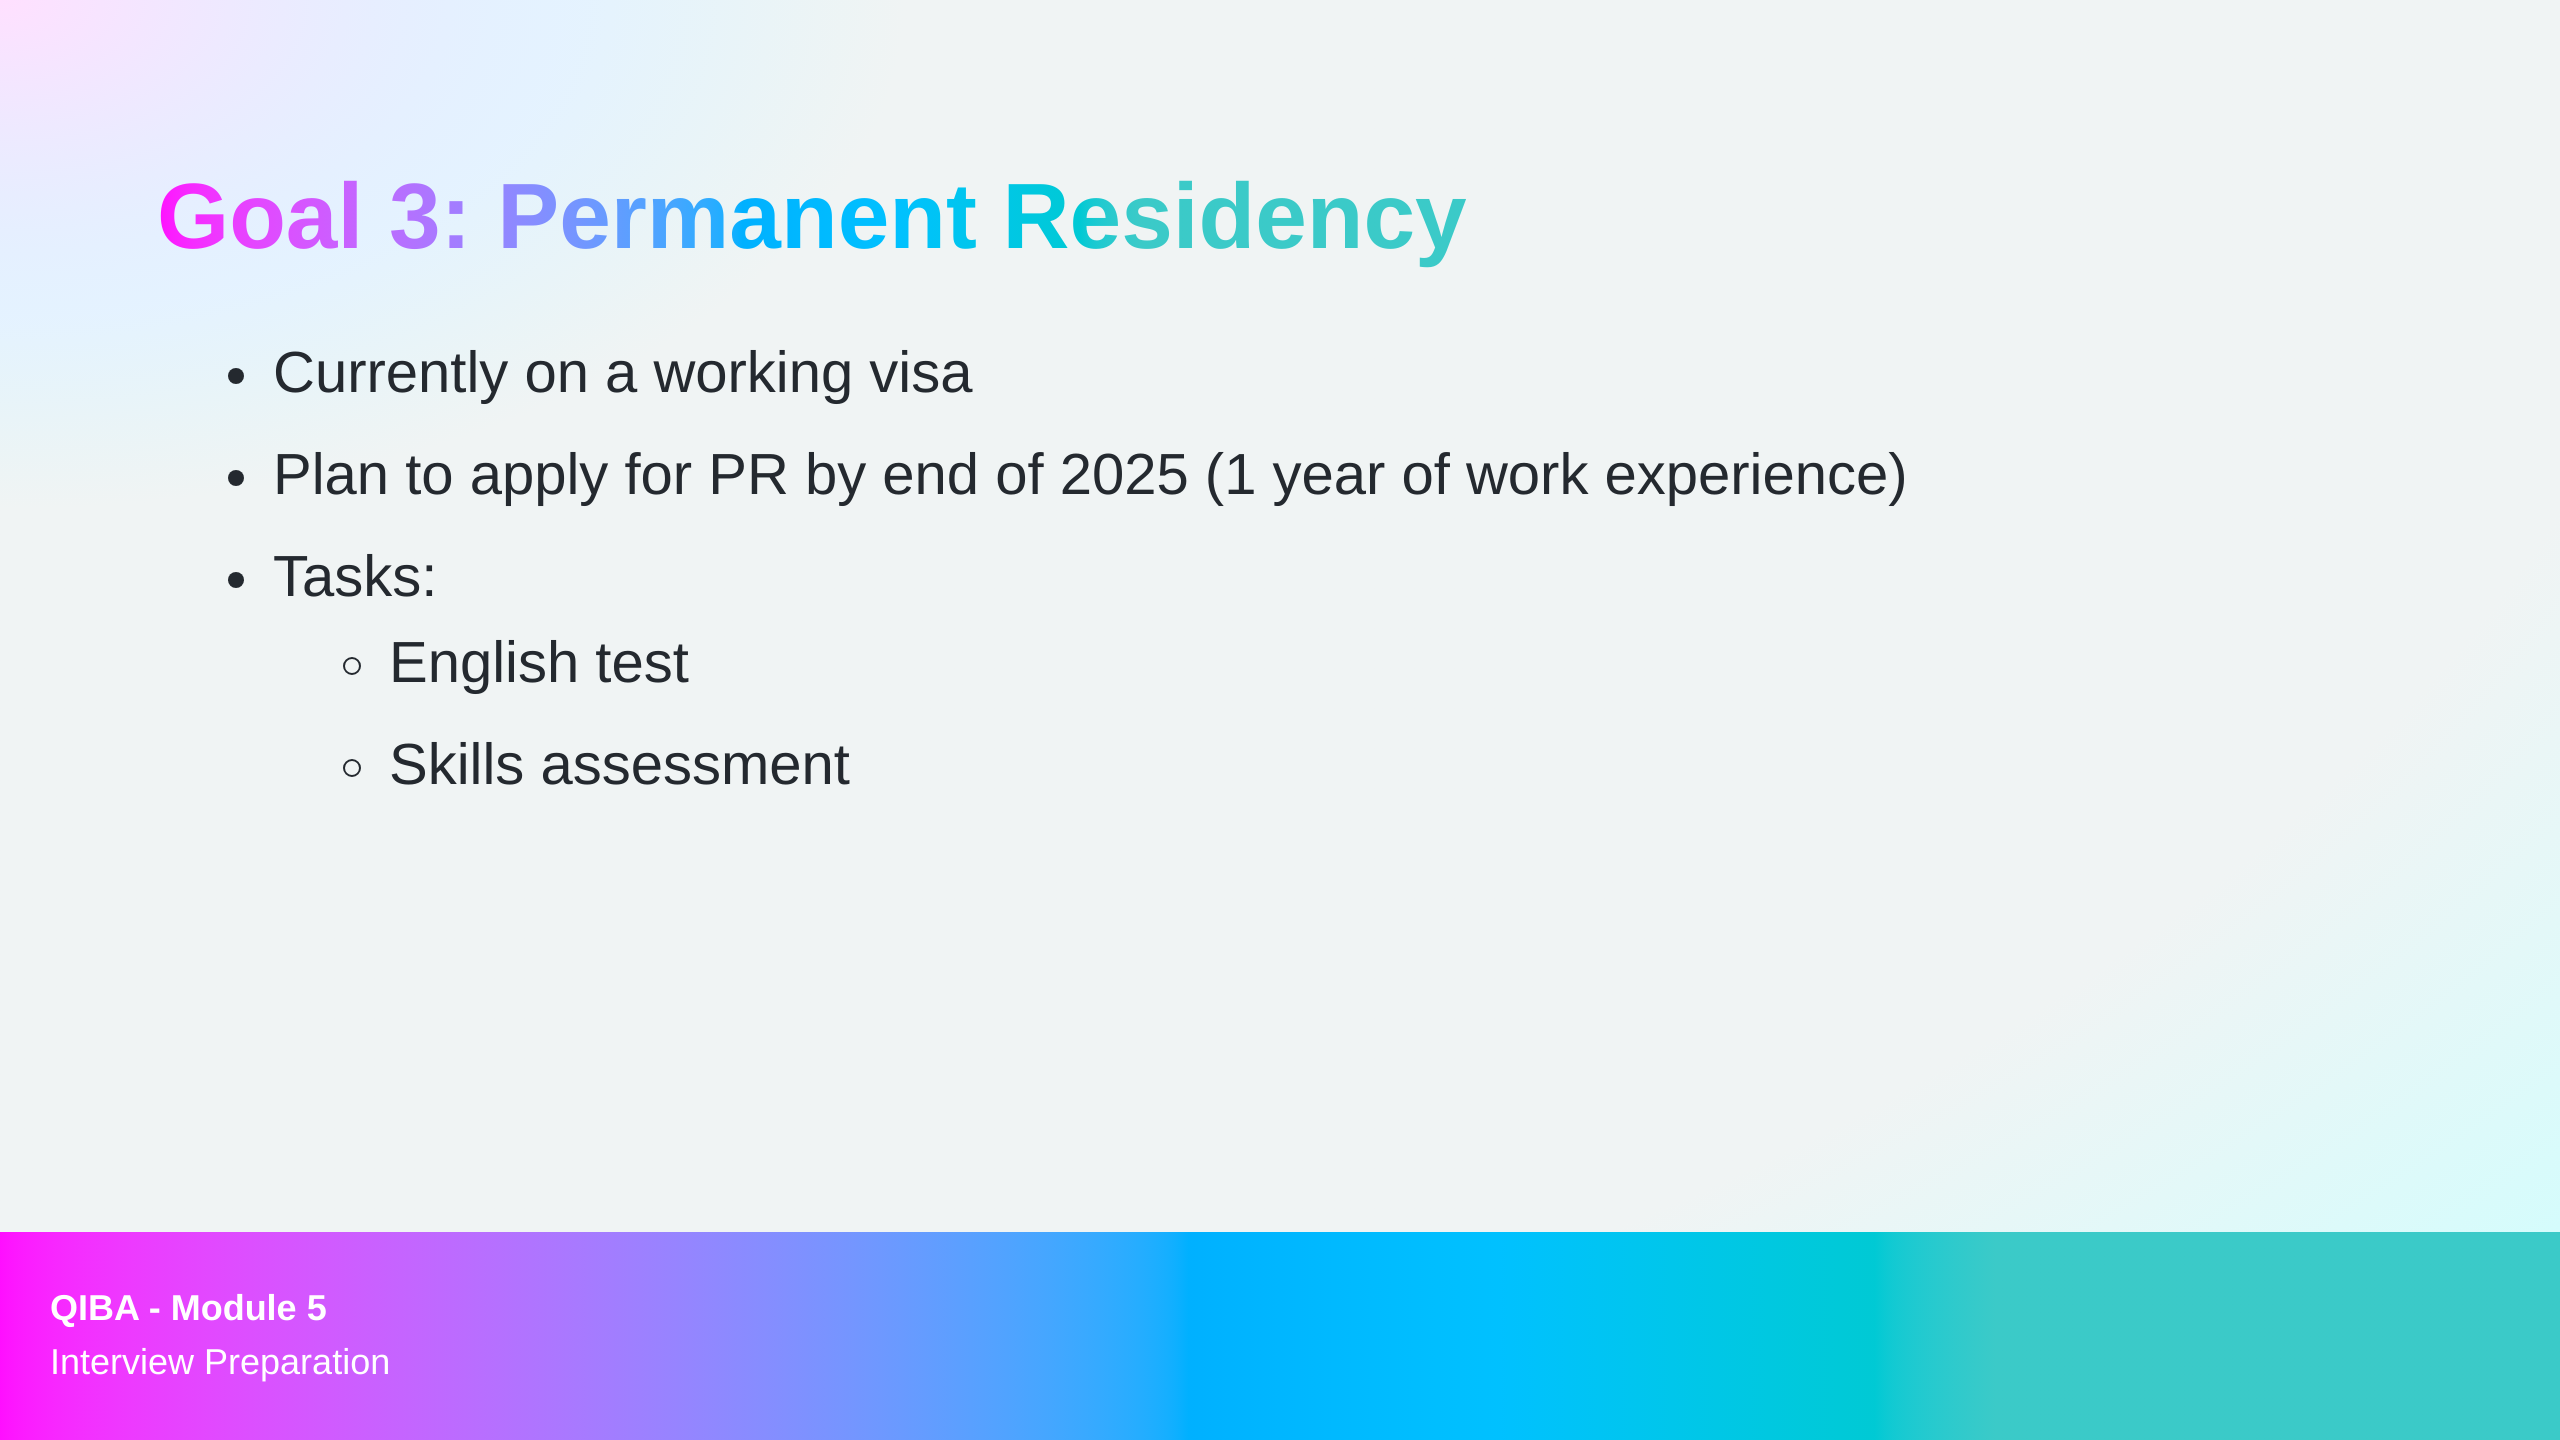 Goal 3: Permanent Residency
• Currently on a working visa
• Plan to apply for PR by end of 2025 (1 year of work experience)
• Tasks:
◦ English test
◦ Skills assessment
QIBA - Module 5
Interview Preparation